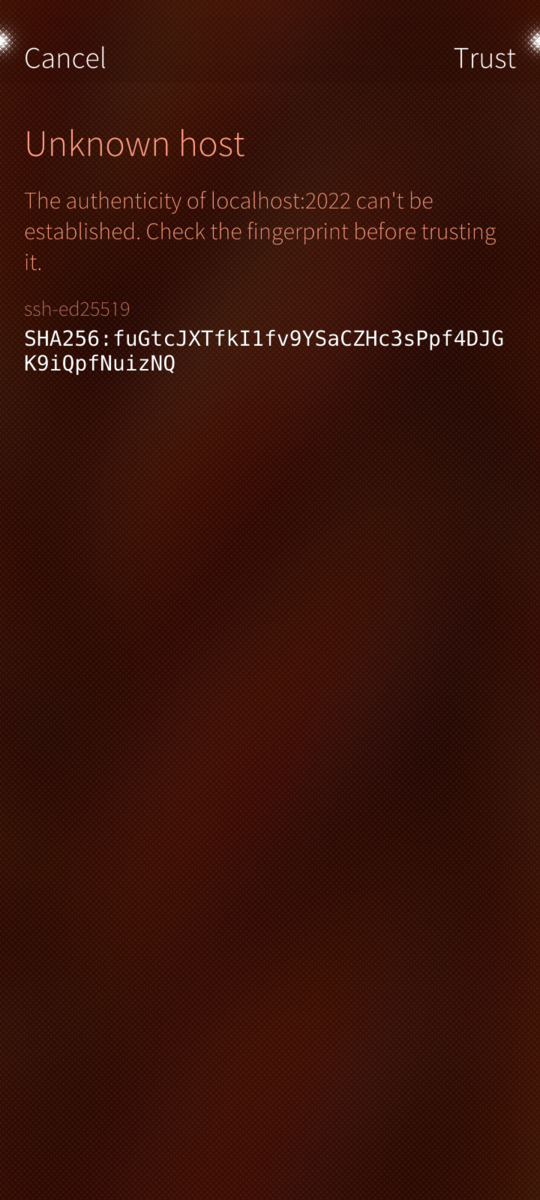 Cancel
Trust
Unknown host
The authenticity of localhost:2022 can't be
established. Check the fingerprint before trusting
it.
ssh-ed25519
SHA256:fuGtcJXTfkI1fv9YSaCZHc3sPpf4DJG
K9iQpfNuizNQ